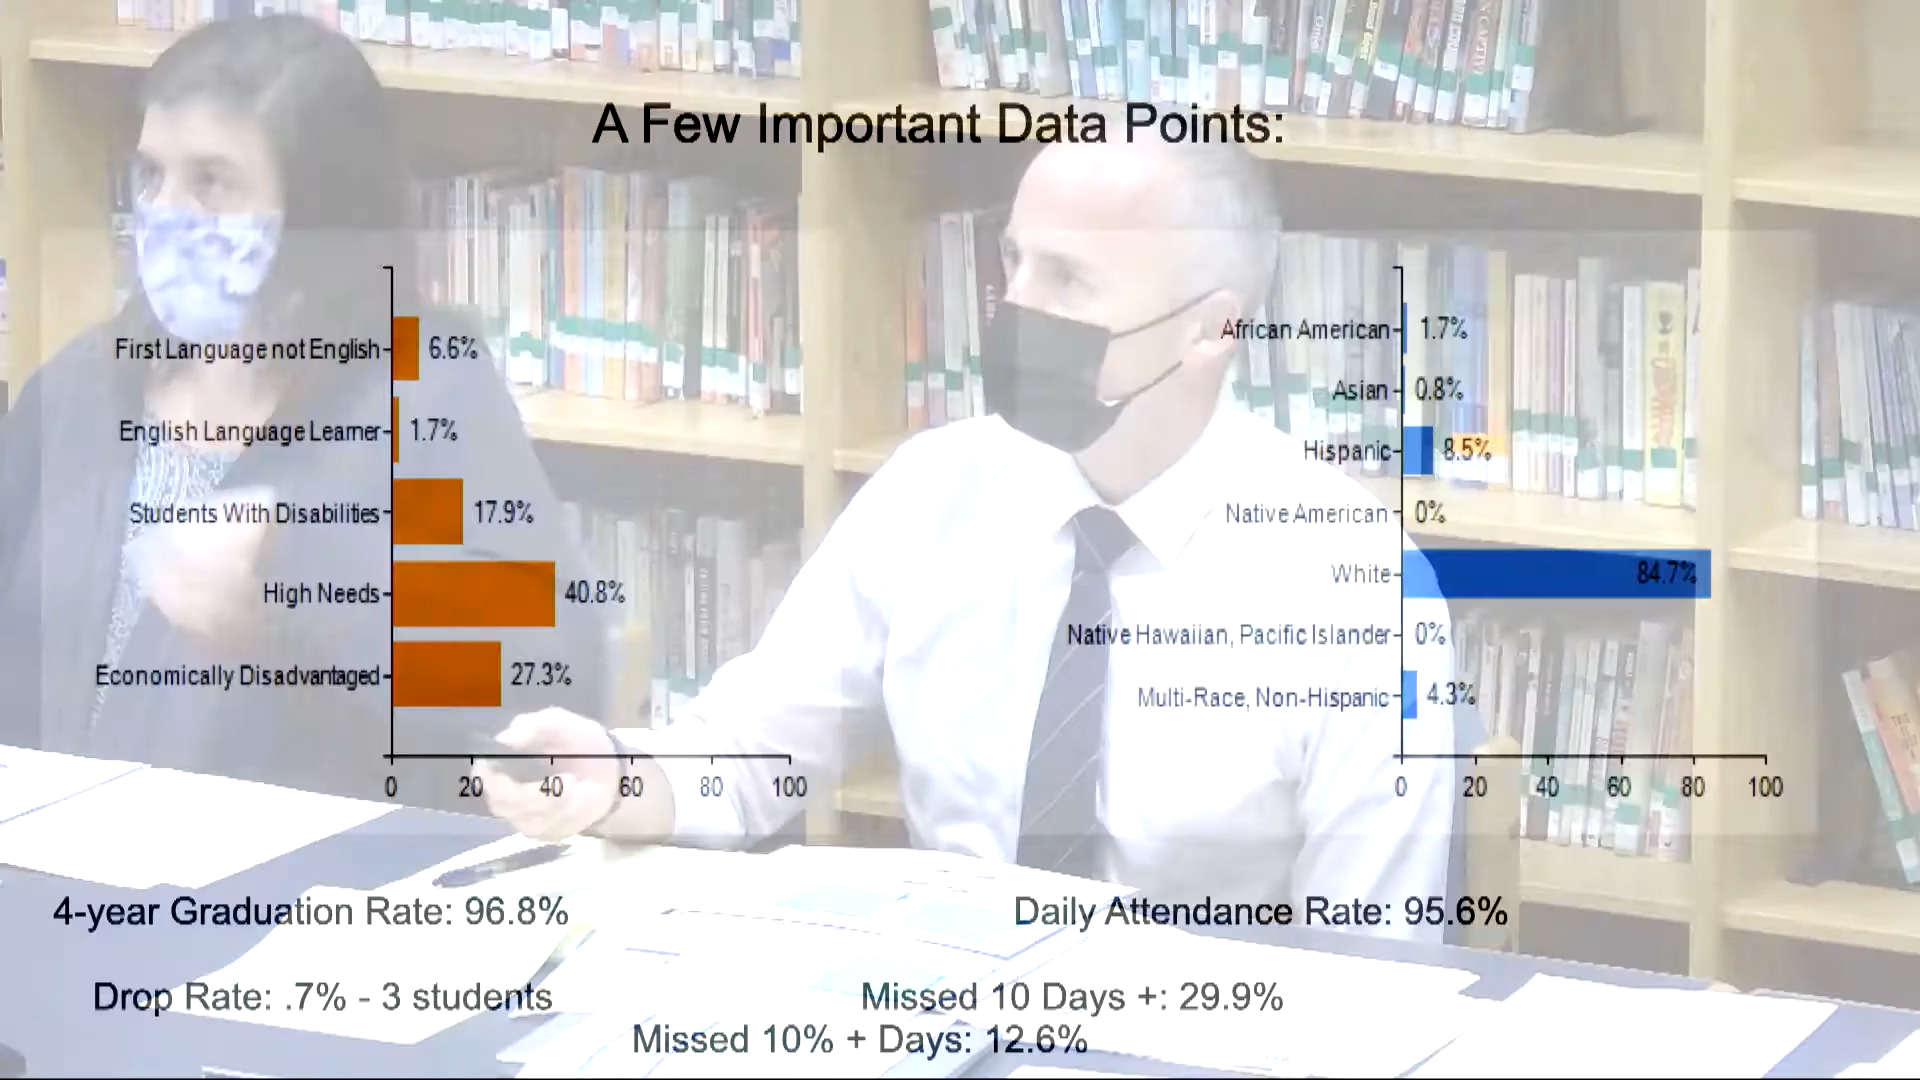 A Few Important Data Points:
First Language not English 6.6%
English Language Learner 1.7%
Students With Disabilities 17.9%
High Needs 40.8%
Economically Disadvantaged 27.3%
0 20 40 60 80 100
African American 1.7%
Asian 0.8%
Hispanic 8.5%
Native American 0%
White 84.7%
Native Hawaiian, Pacific Islander 0%
Multi-Race, Non-Hispanic 4.3%
0 20 40 60 80 100
4-year Graduation Rate: 96.8%
Daily Attendance Rate: 95.6%
Drop Rate: .7% - 3 students
Missed 10 Days +: 29.9%
Missed 10% + Days: 12.6%